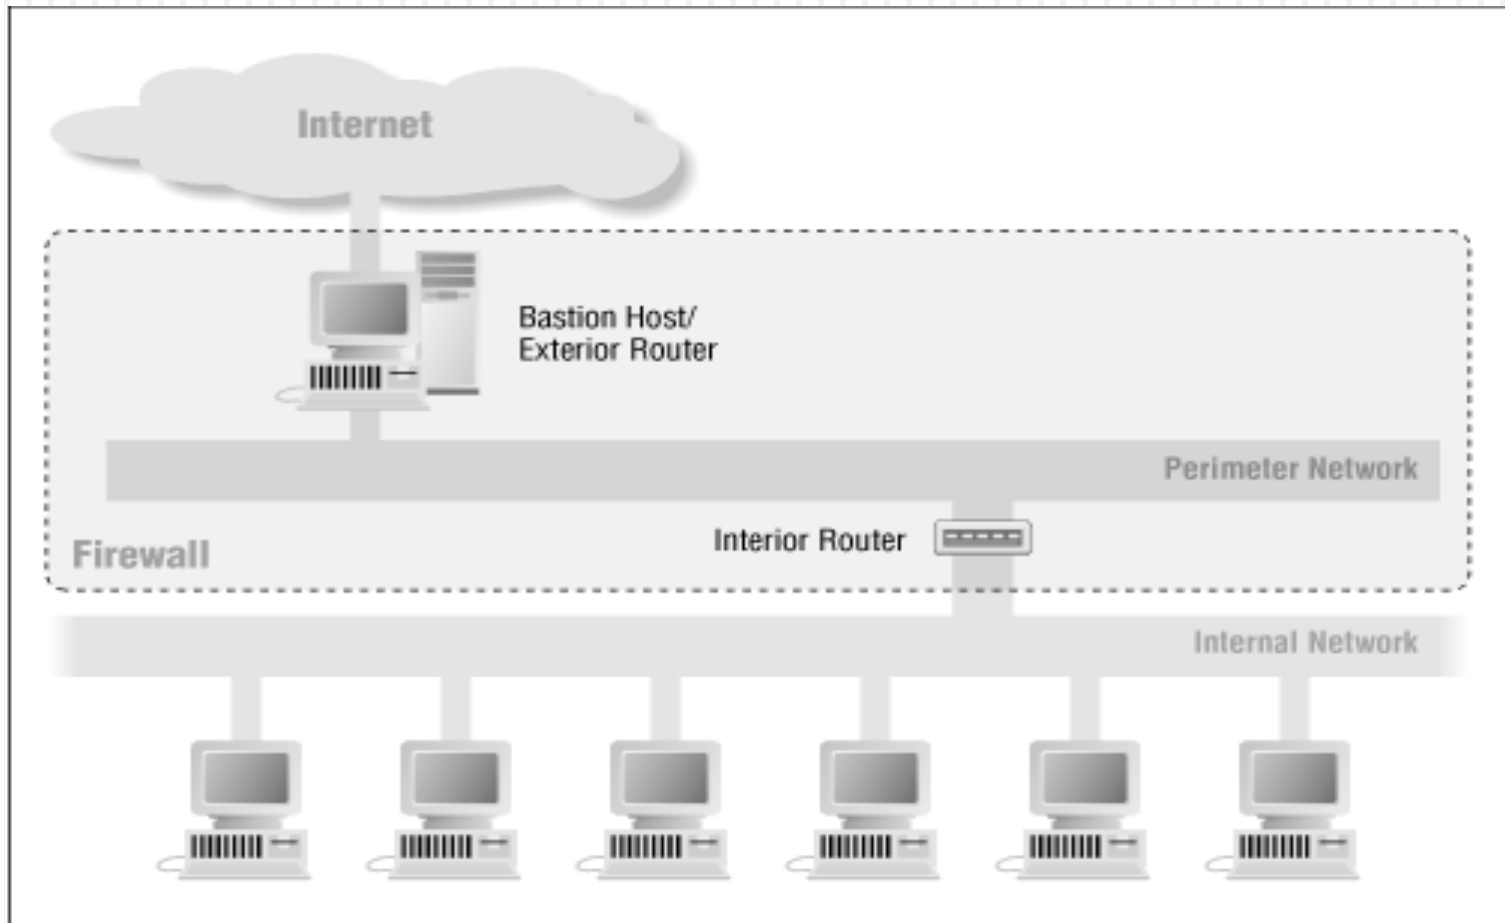 Internet
Bastion Host/
Exterior Router
Perimeter Network
Interior Router
Firewall
Internal Network